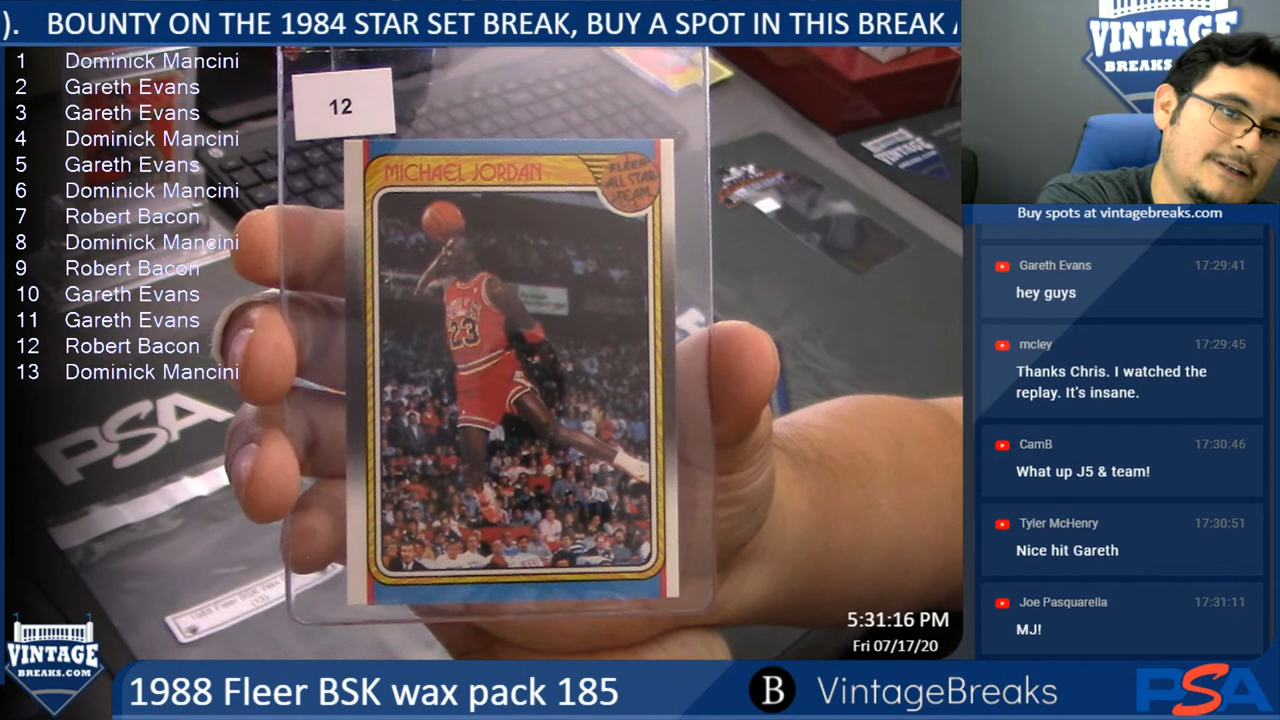 ). BOUNTY ON THE 1984 STAR SET BREAK, BUY A SPOT IN THIS BREAK
1 Dominick Mancini
2 Gareth Evans
3 Gareth Evans
4 Dominick Mancini
5 Gareth Evans
6 Dominick Mancini
7 Robert Bacon
8 Dominick Mancini
9 Robert Bacon
10 Gareth Evans
11 Gareth Evans
12 Robert Bacon
13 Dominick Mancini
12
MICHAEL JORDAN
FLEER
ALL STAR
TEAM
23
PSA
VINTAGE
BREAKS
Buy spots at vintagebreaks.com
Gareth Evans 17:29:41
hey guys
mcley 17:29:45
Thanks Chris. I watched the
replay. It's insane.
CamB 17:30:46
What up J5 & team!
Tyler McHenry 17:30:51
Nice hit Gareth
Joe Pasquarella 17:31:11
MJ!
5:31:16 PM
Fri 07/17/20
VINTAGE
BREAKS.COM
1988 Fleer BSK wax pack 185
B VintageBreaks
PSA